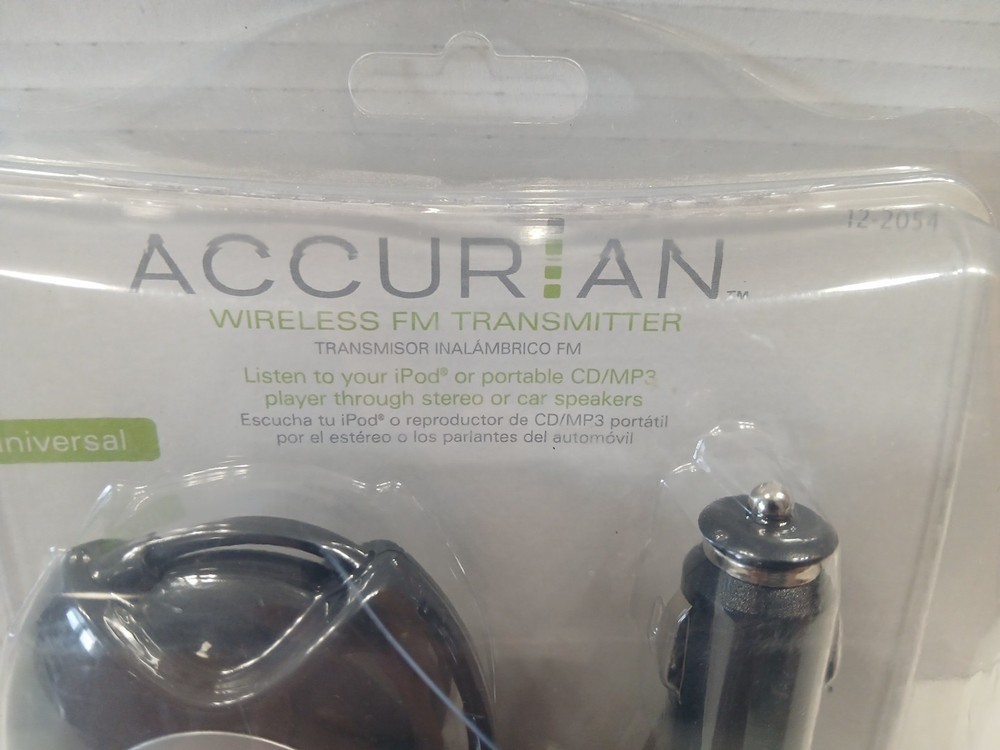 12-2054
ACCURIAN™
WIRELESS FM TRANSMITTER
TRANSMISOR INALÁMBRICO FM
Listen to your iPod® or portable CD/MP3
player through stereo or car speakers
Escucha tu iPod® o reproductor de CD/MP3 portátil
por el estéreo o los parlantes del automóvil
universal